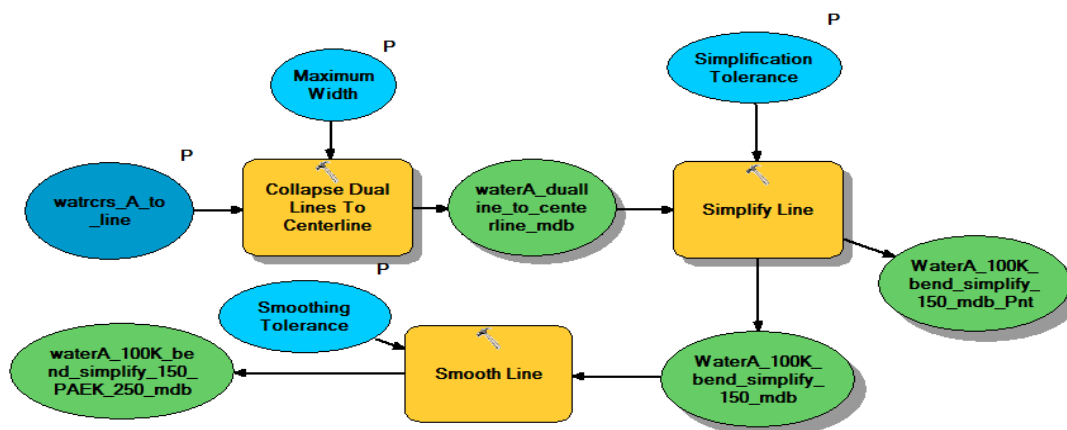 P
Maximum
Width
P
Simplification
Tolerance
P
watrcrs_A_to
_line
Collapse Dual
Lines To
Centerline
waterA_duall
ine_to_cente
rline_mdb
Simplify Line
WaterA_100K_
bend_simplify_
150_mdb_Pnt
P
Smoothing
Tolerance
waterA_100K_be
nd_simplify_150_
PAEK_250_mdb
Smooth Line
WaterA_100K_
bend_simplify_
150_mdb